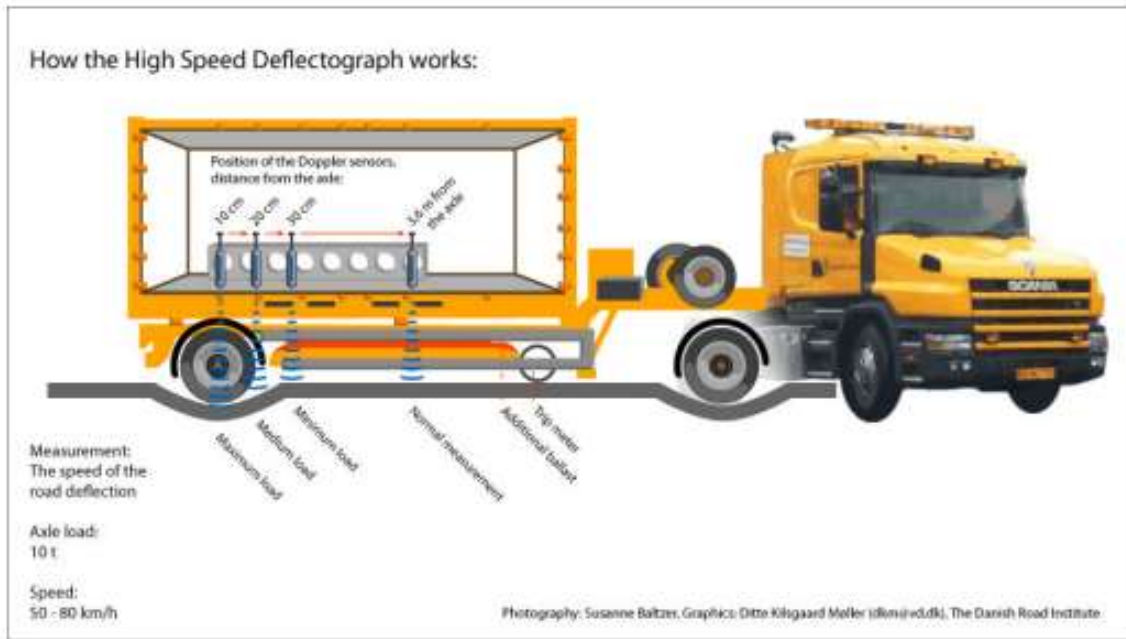 How the High Speed Deflectograph works:
Position of the Doppler sensors,
distance from the axle:
10 cm
20 cm
30 cm
3,6 m from
the axle
SCANIA
Maximum load
Medium load
Minimum load
Normal measurement
Additional ballast
Trip meter
Measurement:
The speed of the
road deflection
Axle load:
10 t
Speed:
50 - 80 km/h
Photography: Susanne Baltzer, Graphics: Ditte Kilsgaard Møller (dkm@vd.dk), The Danish Road Institute